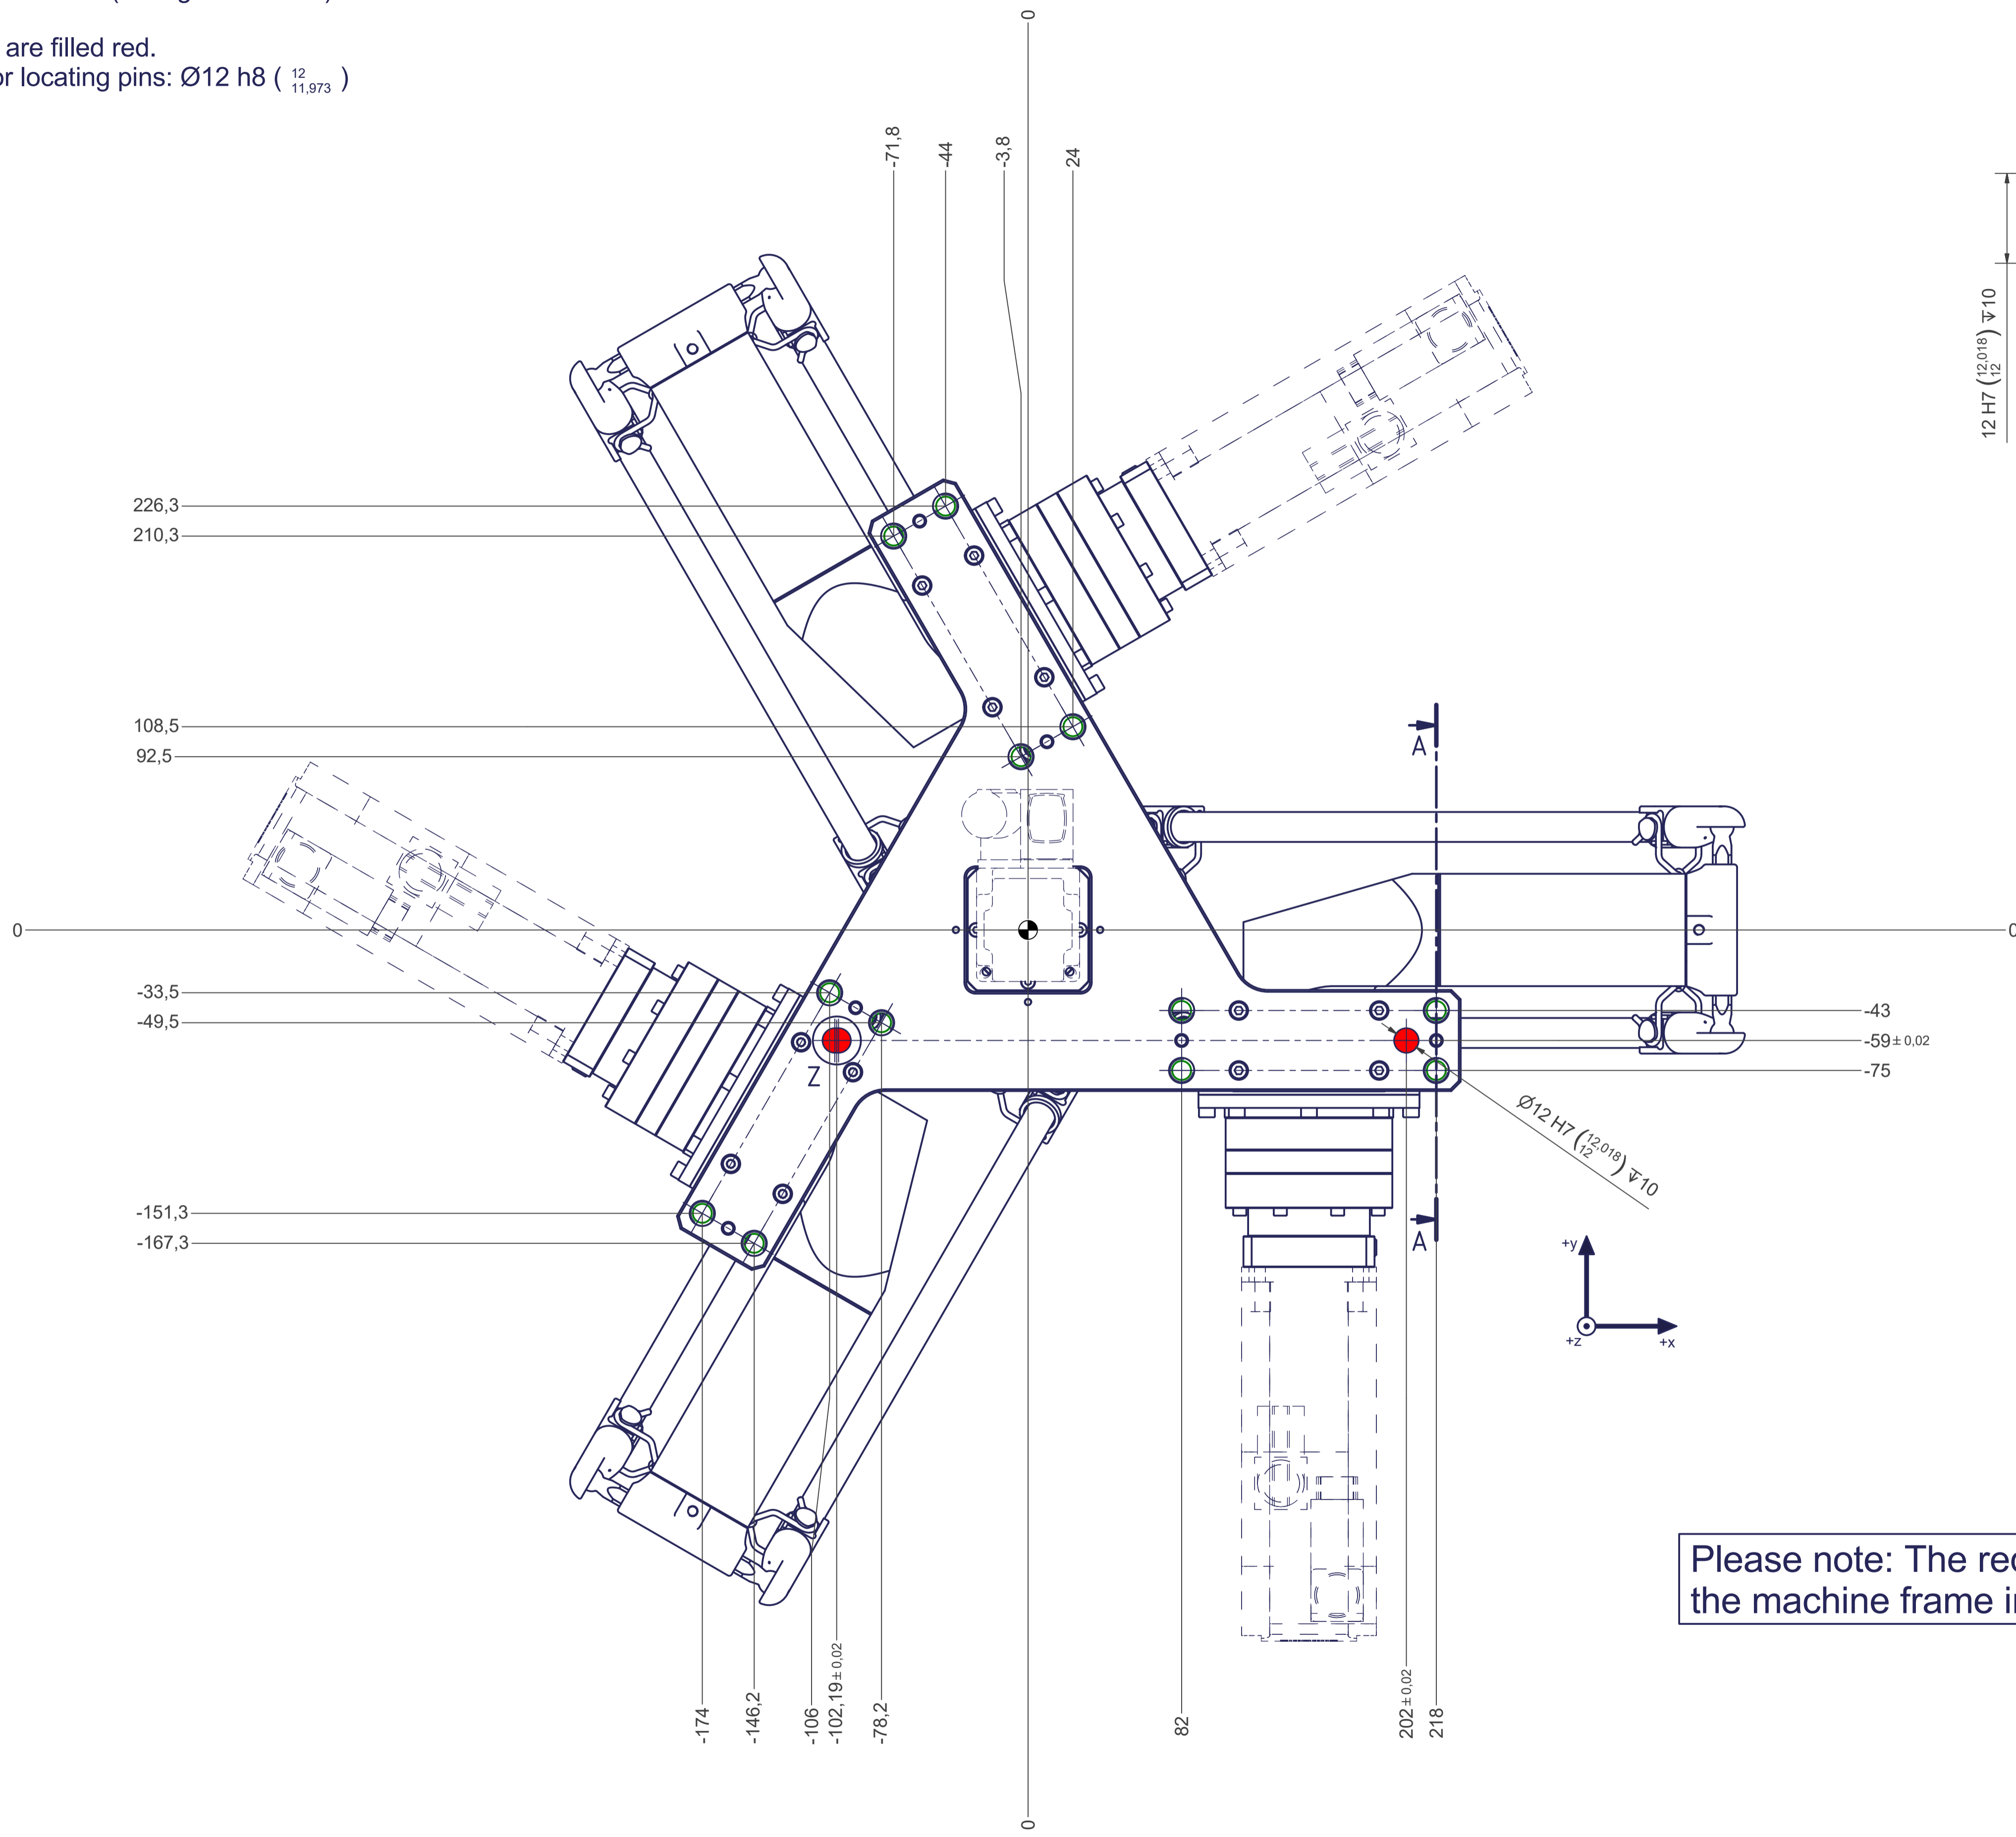 are filled red.
or locating pins: Ø12 h8 ( 12 11,973 )
0
-71,8
-44
-3,8
24
12 H7 (12,018 12) ↧10
226,3
210,3
108,5
92,5
A
0
0
-33,5
-49,5
-43
-59 ± 0,02
-75
Z
Ø12 H7 (12,018 12) ↧10
-151,3
-167,3
A
+y
+z
+x
Please note: The re
the machine frame i
-174
-146,2
-106
-102,19 ± 0,02
-78,2
82
202 ± 0,02
218
0